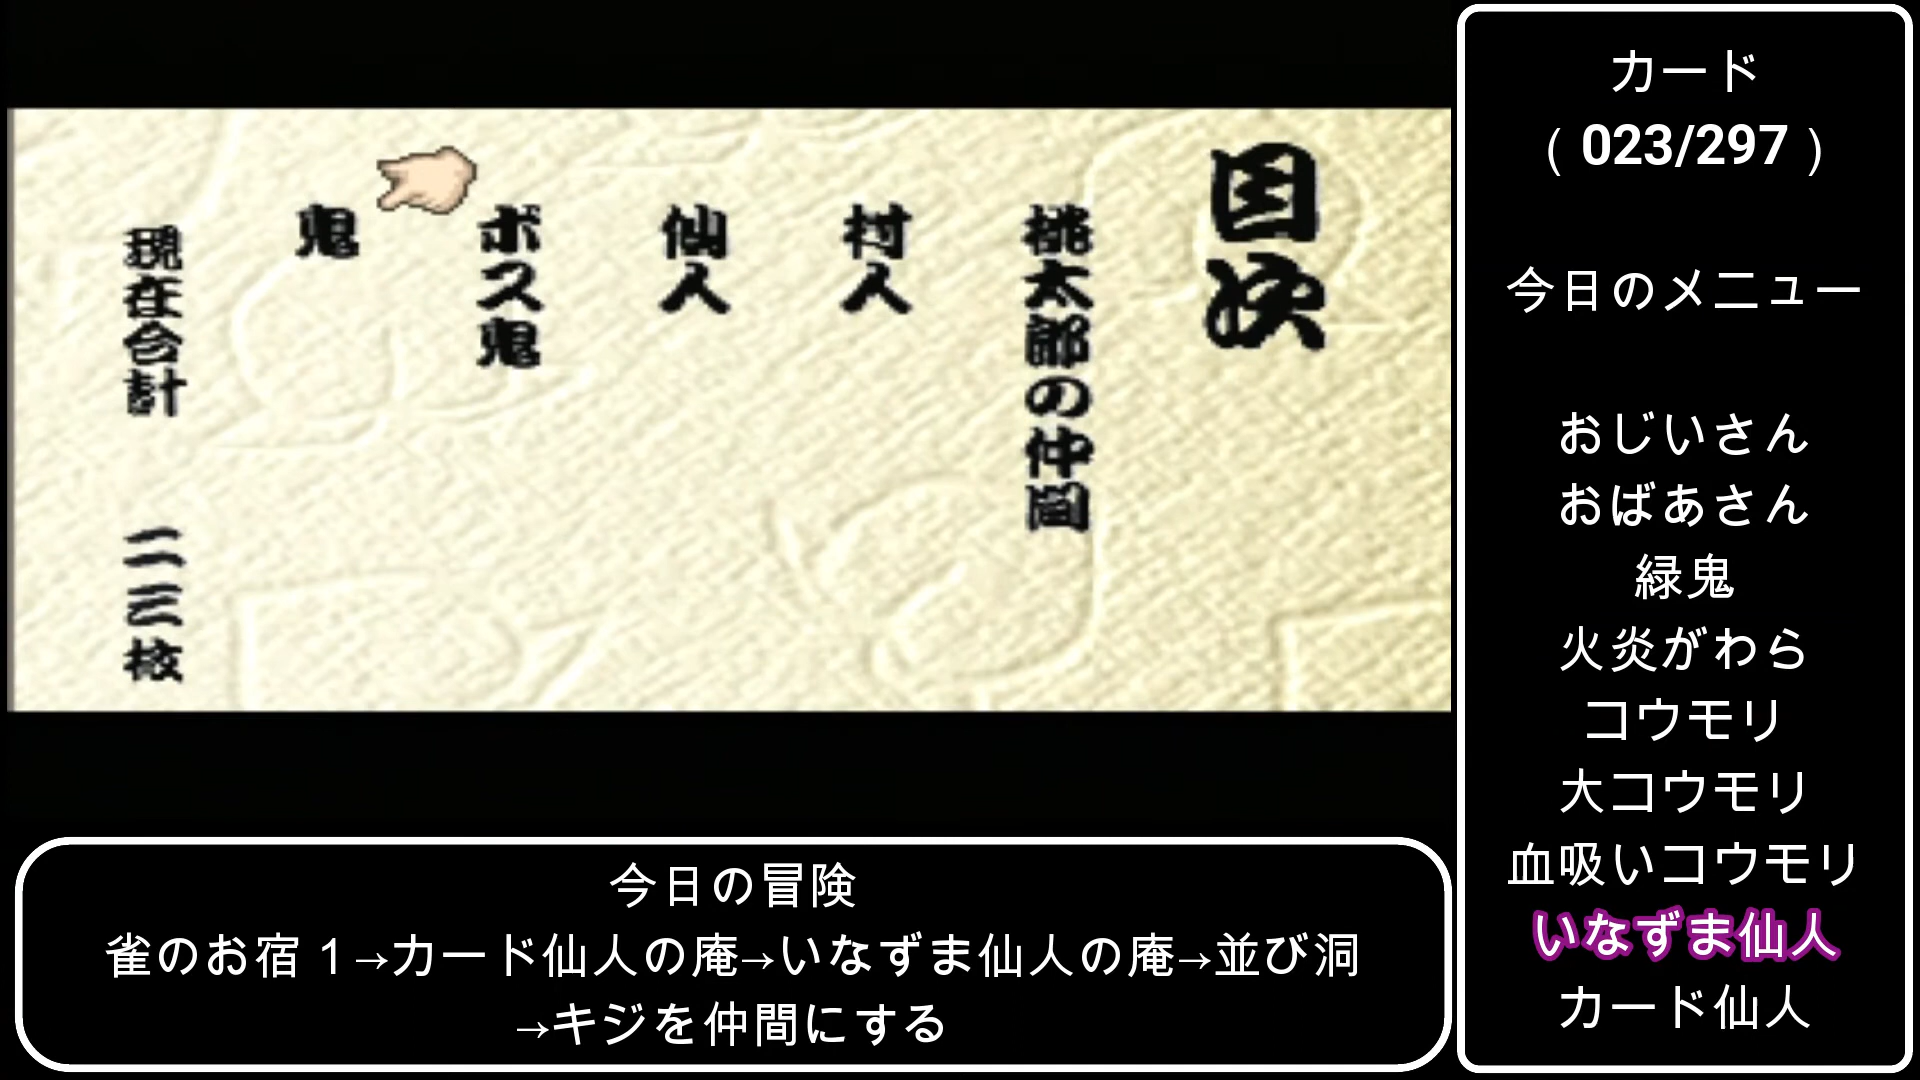 目次
桃太郎の仲間
村人
仙人
ボス鬼
鬼
現在合計 二三枚
カード
（023/297）
今日のメニュー
おじいさん
おばあさん
緑鬼
火炎がわら
コウモリ
大コウモリ
血吸いコウモリ
いなずま仙人
カード仙人
今日の冒険
雀のお宿1→カード仙人の庵→いなずま仙人の庵→並び洞
→キジを仲間にする